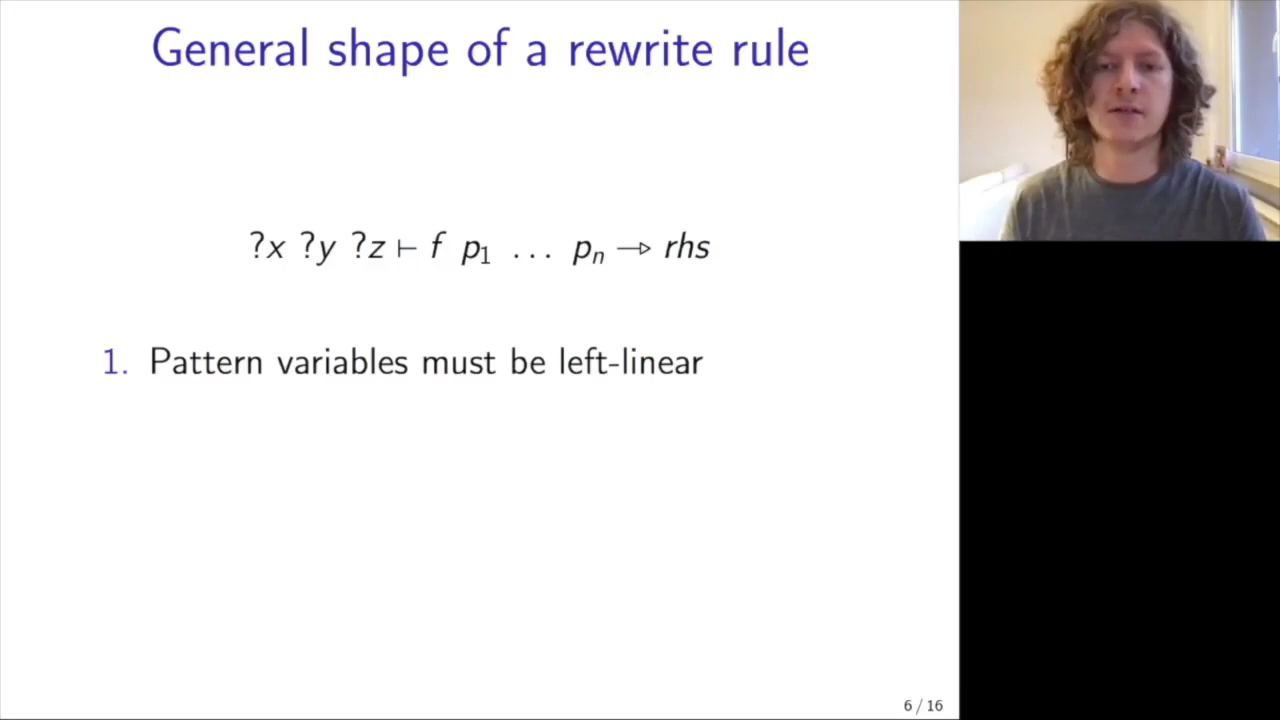 General shape of a rewrite rule
?x ?y ?z ⊢ f p₁ … pₙ ⇾ rhs
1. Pattern variables must be left-linear
6 / 16